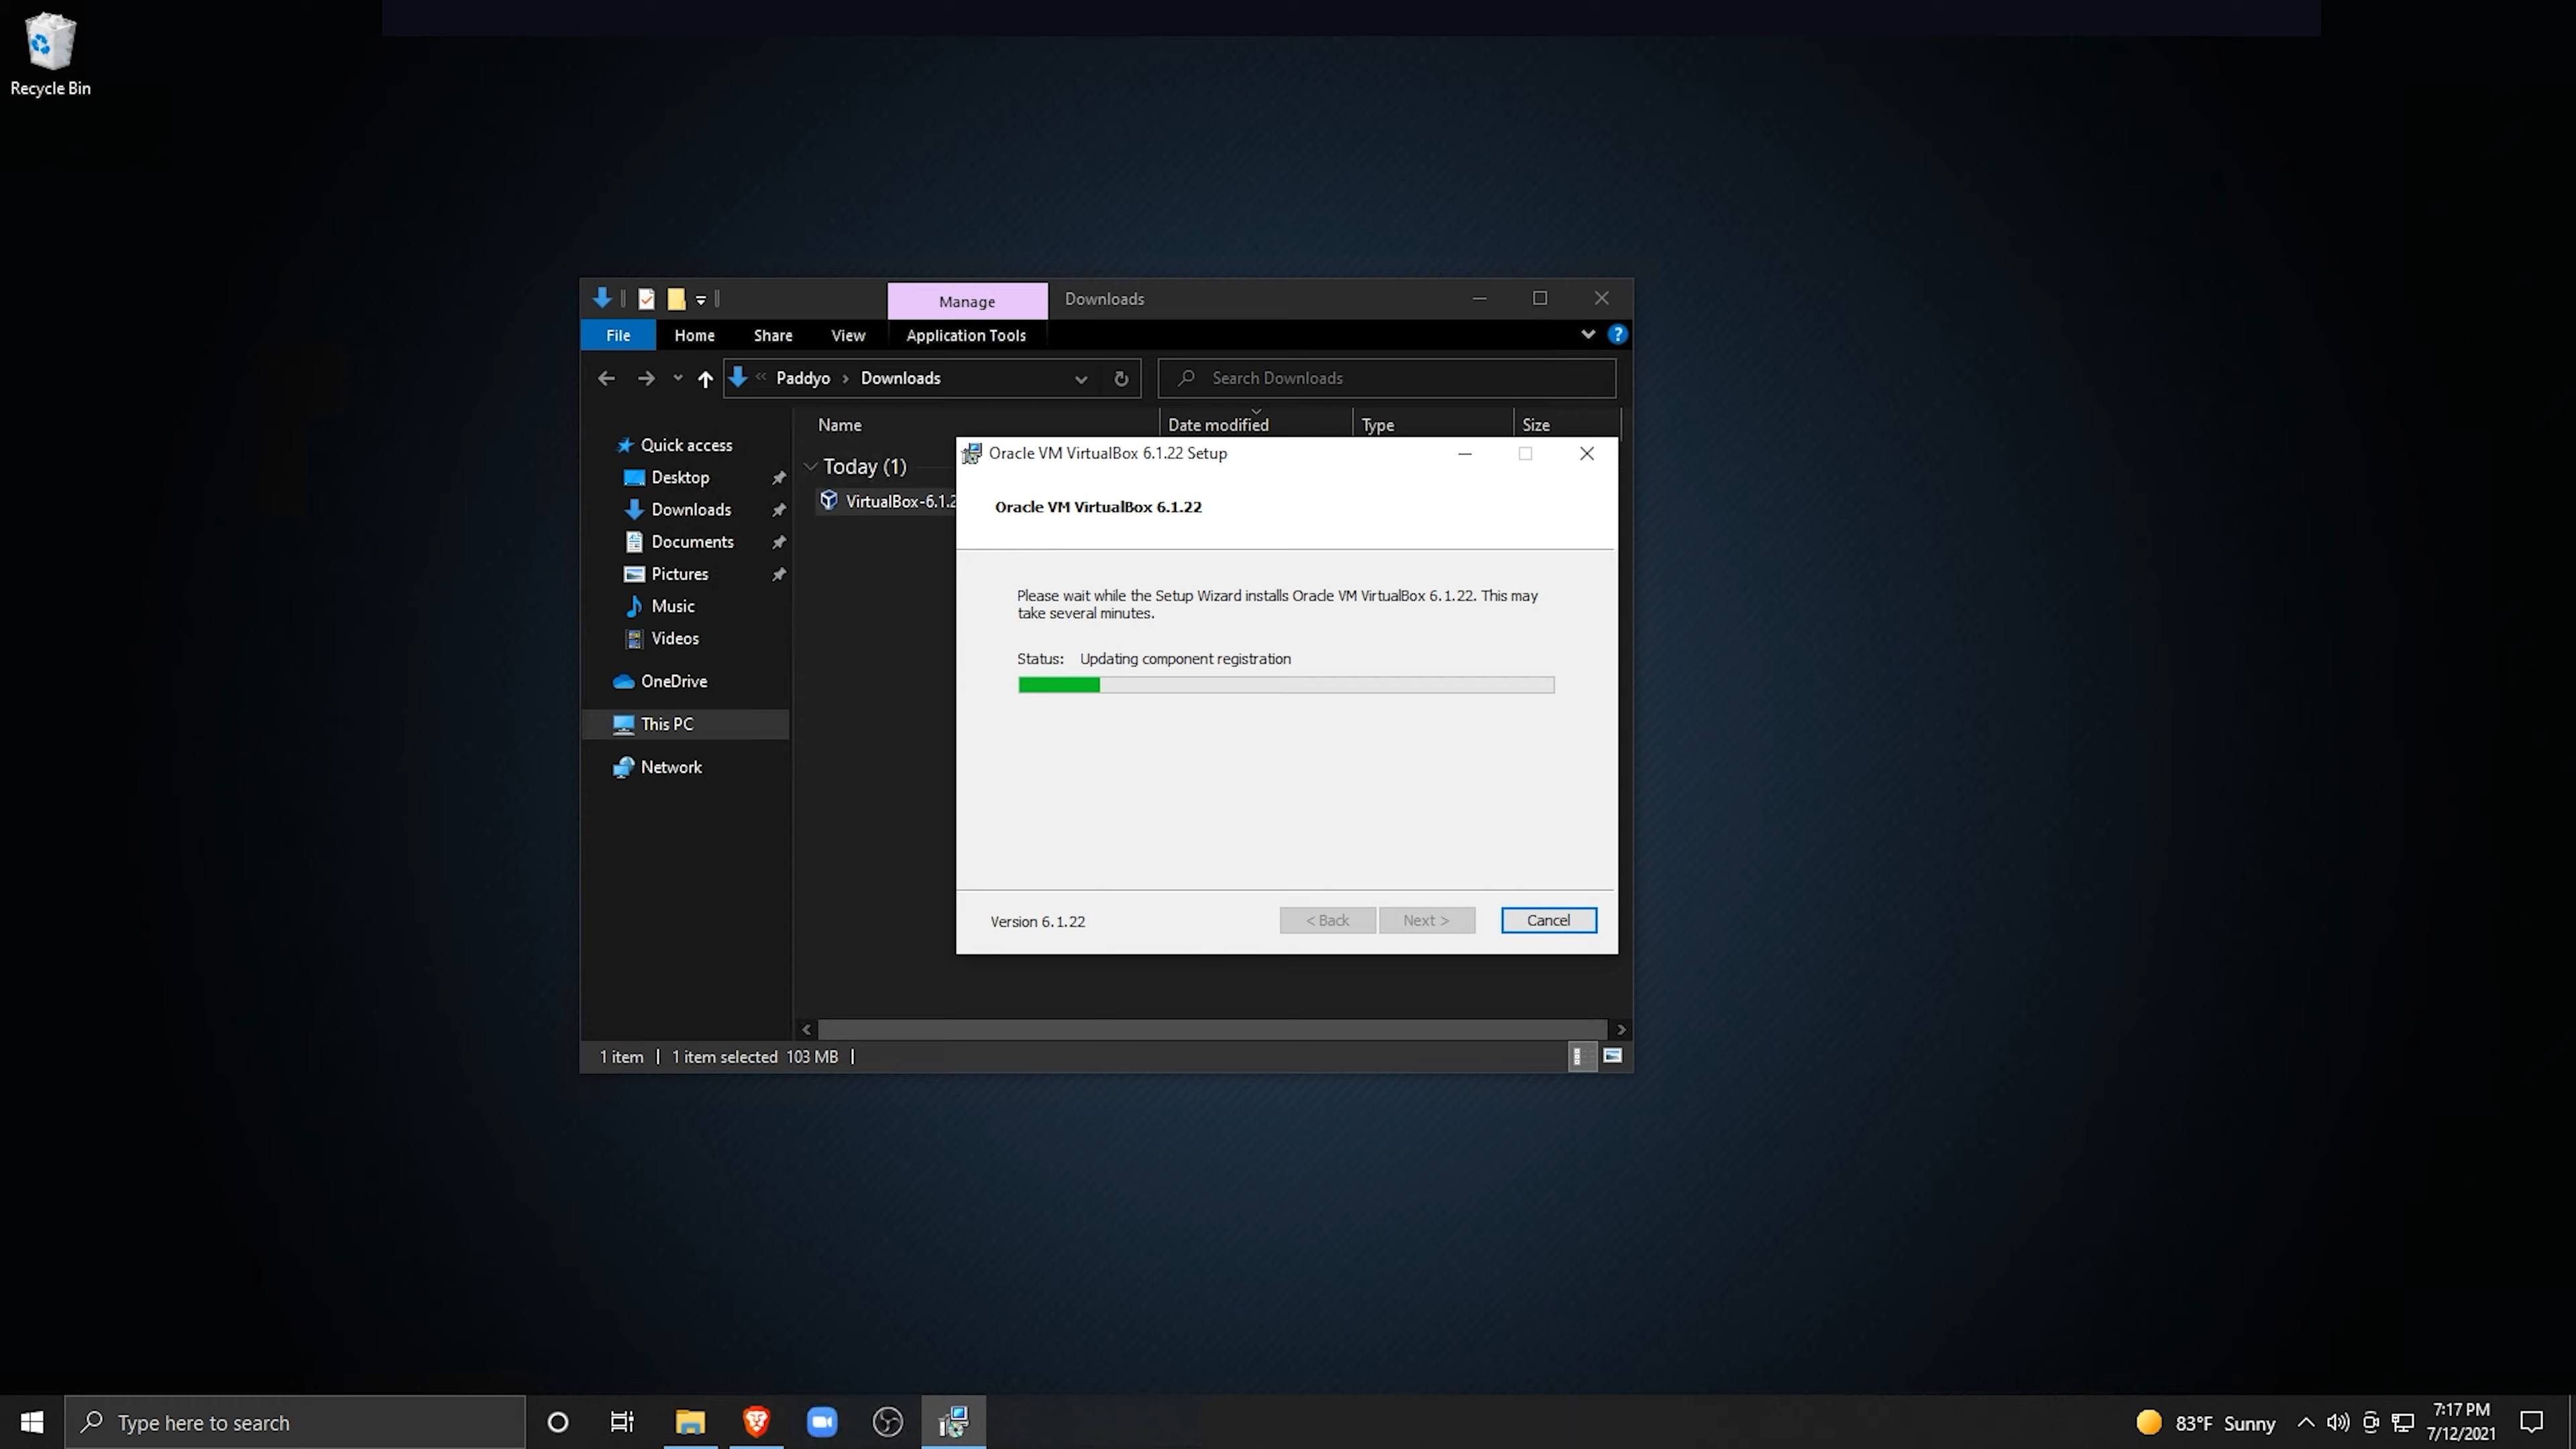 Recycle Bin
Manage
Downloads
File
Home
Share
View
Application Tools
« Paddyo › Downloads
Search Downloads
Name
Date modified
Type
Size
Quick access
Desktop
Downloads
Documents
Pictures
Music
Videos
OneDrive
This PC
Network
Today (1)
VirtualBox-6.1.2
Oracle VM VirtualBox 6.1.22 Setup
Oracle VM VirtualBox 6.1.22
Please wait while the Setup Wizard installs Oracle VM VirtualBox 6.1.22. This may
take several minutes.
Status: Updating component registration
Version 6.1.22
< Back
Next >
Cancel
1 item
1 item selected 103 MB
Type here to search
83°F Sunny
7:17 PM
7/12/2021